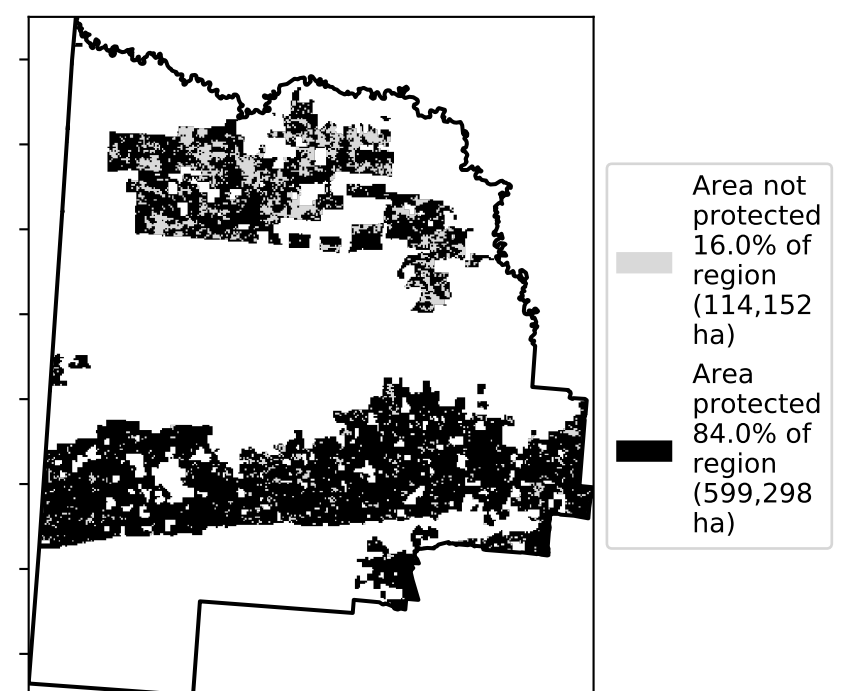 Area not
protected
16.0% of
region
(114,152
ha)
Area
protected
84.0% of
region
(599,298
ha)